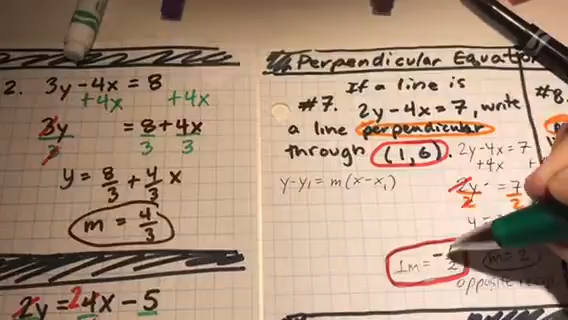 2. 3y - 4x = 8
+4x +4x
3y = 8 + 4x
3 3 3
y = 8/3 + 4/3 x
m = 4/3
2y = 24x - 5
Perpendicular
#7. If a line is
2y - 4x = 7, write
a line perpendicular
through (1, 6).
y - y₁ = m(x - x₁)
2y - 4x = 7
+4x
2y = 7
2 2
⊥m = - 2
m = 2
opposite
#8.